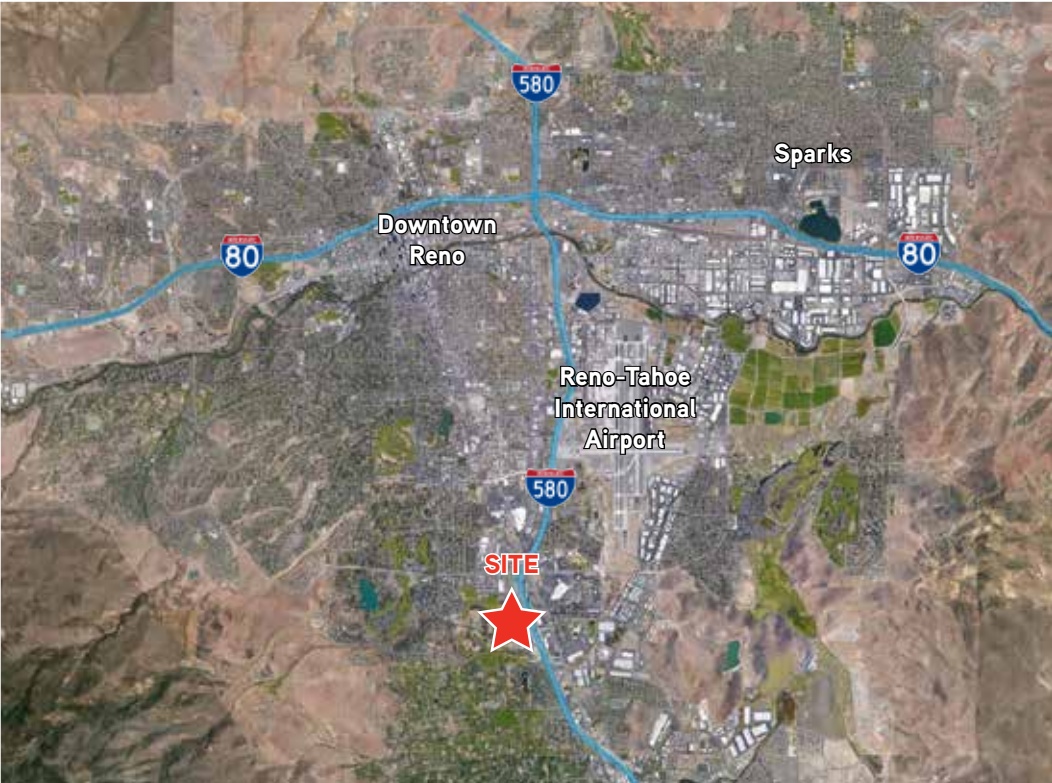 580
Sparks
Downtown
Reno
80
80
Reno-Tahoe
International
Airport
580
SITE